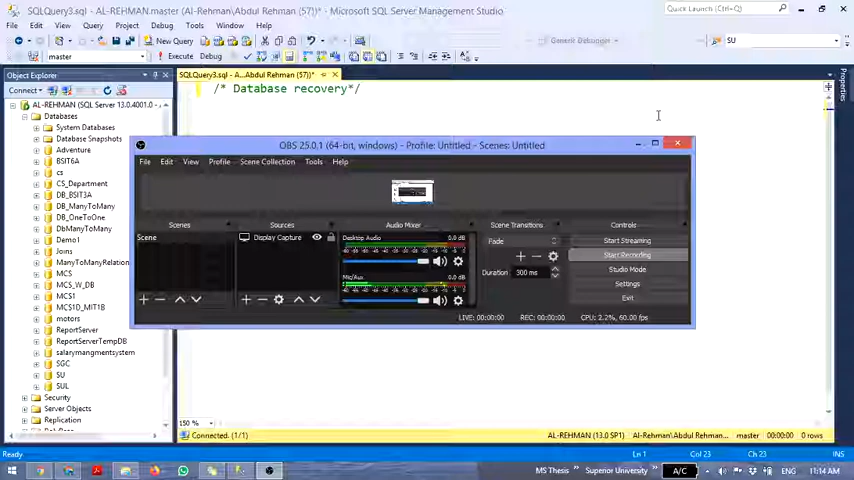 SQLQuery3.sql - AL-REHMAN.master (Al-Rehman\Abdul Rehman (57))* - Microsoft SQL Server Management Studio
Quick Launch (Ctrl+Q)
File Edit View Query Project Debug Tools Window Help
New Query
Generic Debugger
SU
master
Execute Debug
Object Explorer
SQLQuery3.sql - A...Abdul Rehman (57))*
Properties
Connect
/* Database recovery*/
AL-REHMAN (SQL Server 13.0.4001.0 -
Databases
System Databases
Database Snapshots
Adventure
BSIT6A
cs
CS_Department
DB_BSIT3A
DB_ManyToMany
DB_OneToOne
DbManyToMany
Demo1
Joins
ManyToManyRelation
MCS
MCS_W_DB
MCS1
MCS1D_MIT1B
motors
ReportServer
ReportServerTempDB
salarymangmentsystem
SGC
SU
SUL
Security
Server Objects
Replication
OBS 25.0.1 (64-bit, windows) - Profile: Untitled - Scenes: Untitled
File Edit View Profile Scene Collection Tools Help
Scenes Sources Audio Mixer Scene Transitions Controls
Scene
Display Capture
Desktop Audio 0.0 dB
Mic/Aux 0.0 dB
Fade
Duration 300 ms
Start Streaming
Start Recording
Studio Mode
Settings
Exit
LIVE: 00:00:00 REC: 00:00:00 CPU: 2.2%, 60.00 fps
150 %
Connected. (1/1)
AL-REHMAN (13.0 SP1) Al-Rehman\Abdul Rehman... master 00:00:00 0 rows
Ready
Ln 1 Col 23 Ch 23 INS
MS Thesis Superior University A/C ENG 11:14 AM